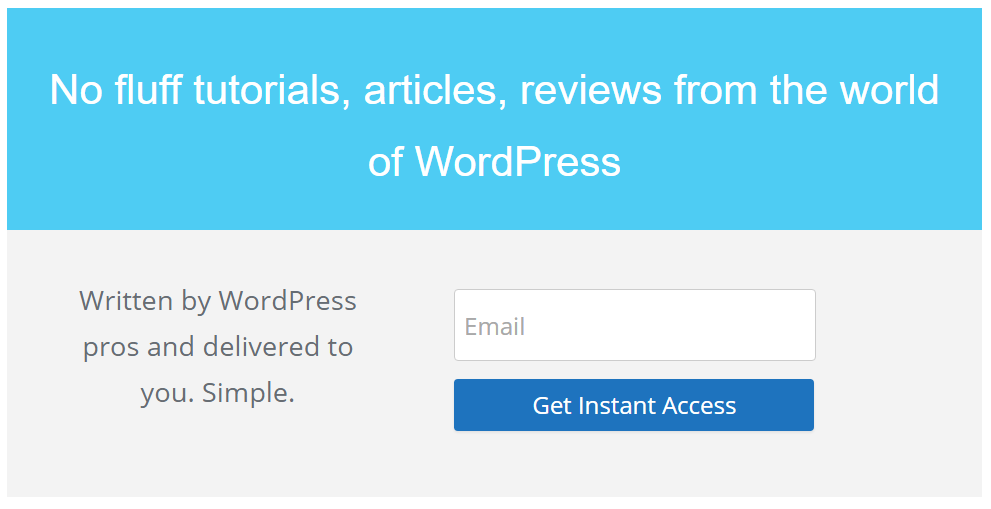 No fluff tutorials, articles, reviews from the world
of WordPress
Written by WordPress
pros and delivered to
you. Simple.
Email
Get Instant Access